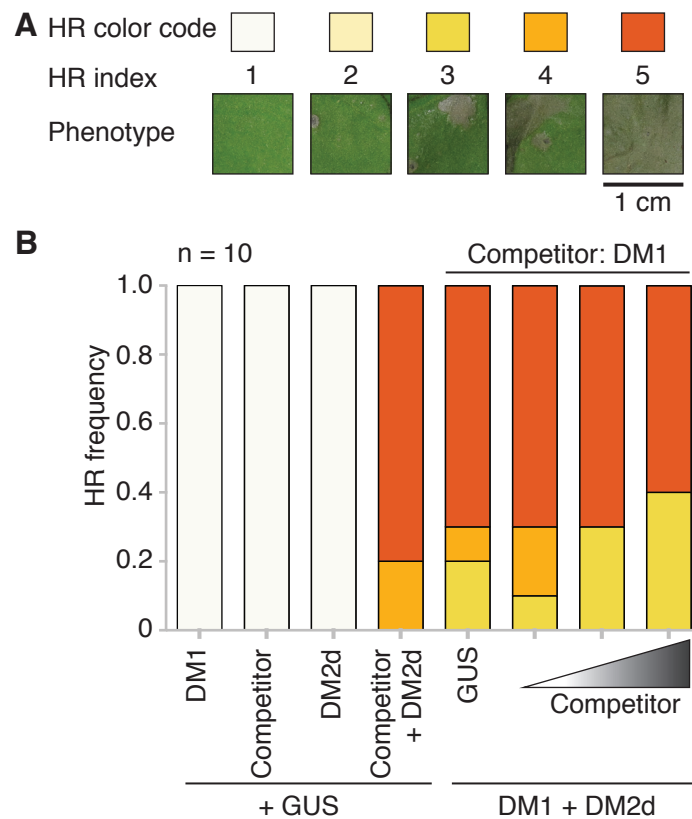 A HR color code
HR index 1 2 3 4 5
Phenotype
1 cm
B
n = 10 Competitor: DM1
HR frequency
1.0
0.8
0.6
0.4
0.2
0
DM1
Competitor
DM2d
Competitor
+ DM2d
GUS
Competitor
+ GUS
DM1 + DM2d